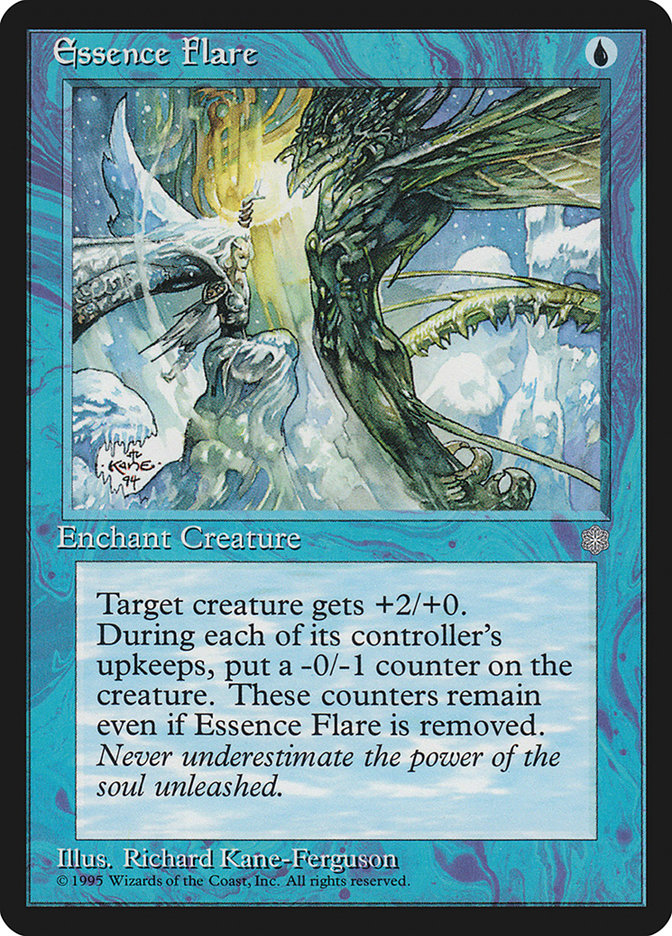 Essence Flare
KANE
94
Enchant Creature
Target creature gets +2/+0.
During each of its controller's
upkeeps, put a -0/-1 counter on the
creature. These counters remain
even if Essence Flare is removed.
Never underestimate the power of the
soul unleashed.
Illus. Richard Kane-Ferguson
© 1995 Wizards of the Coast, Inc. All rights reserved.